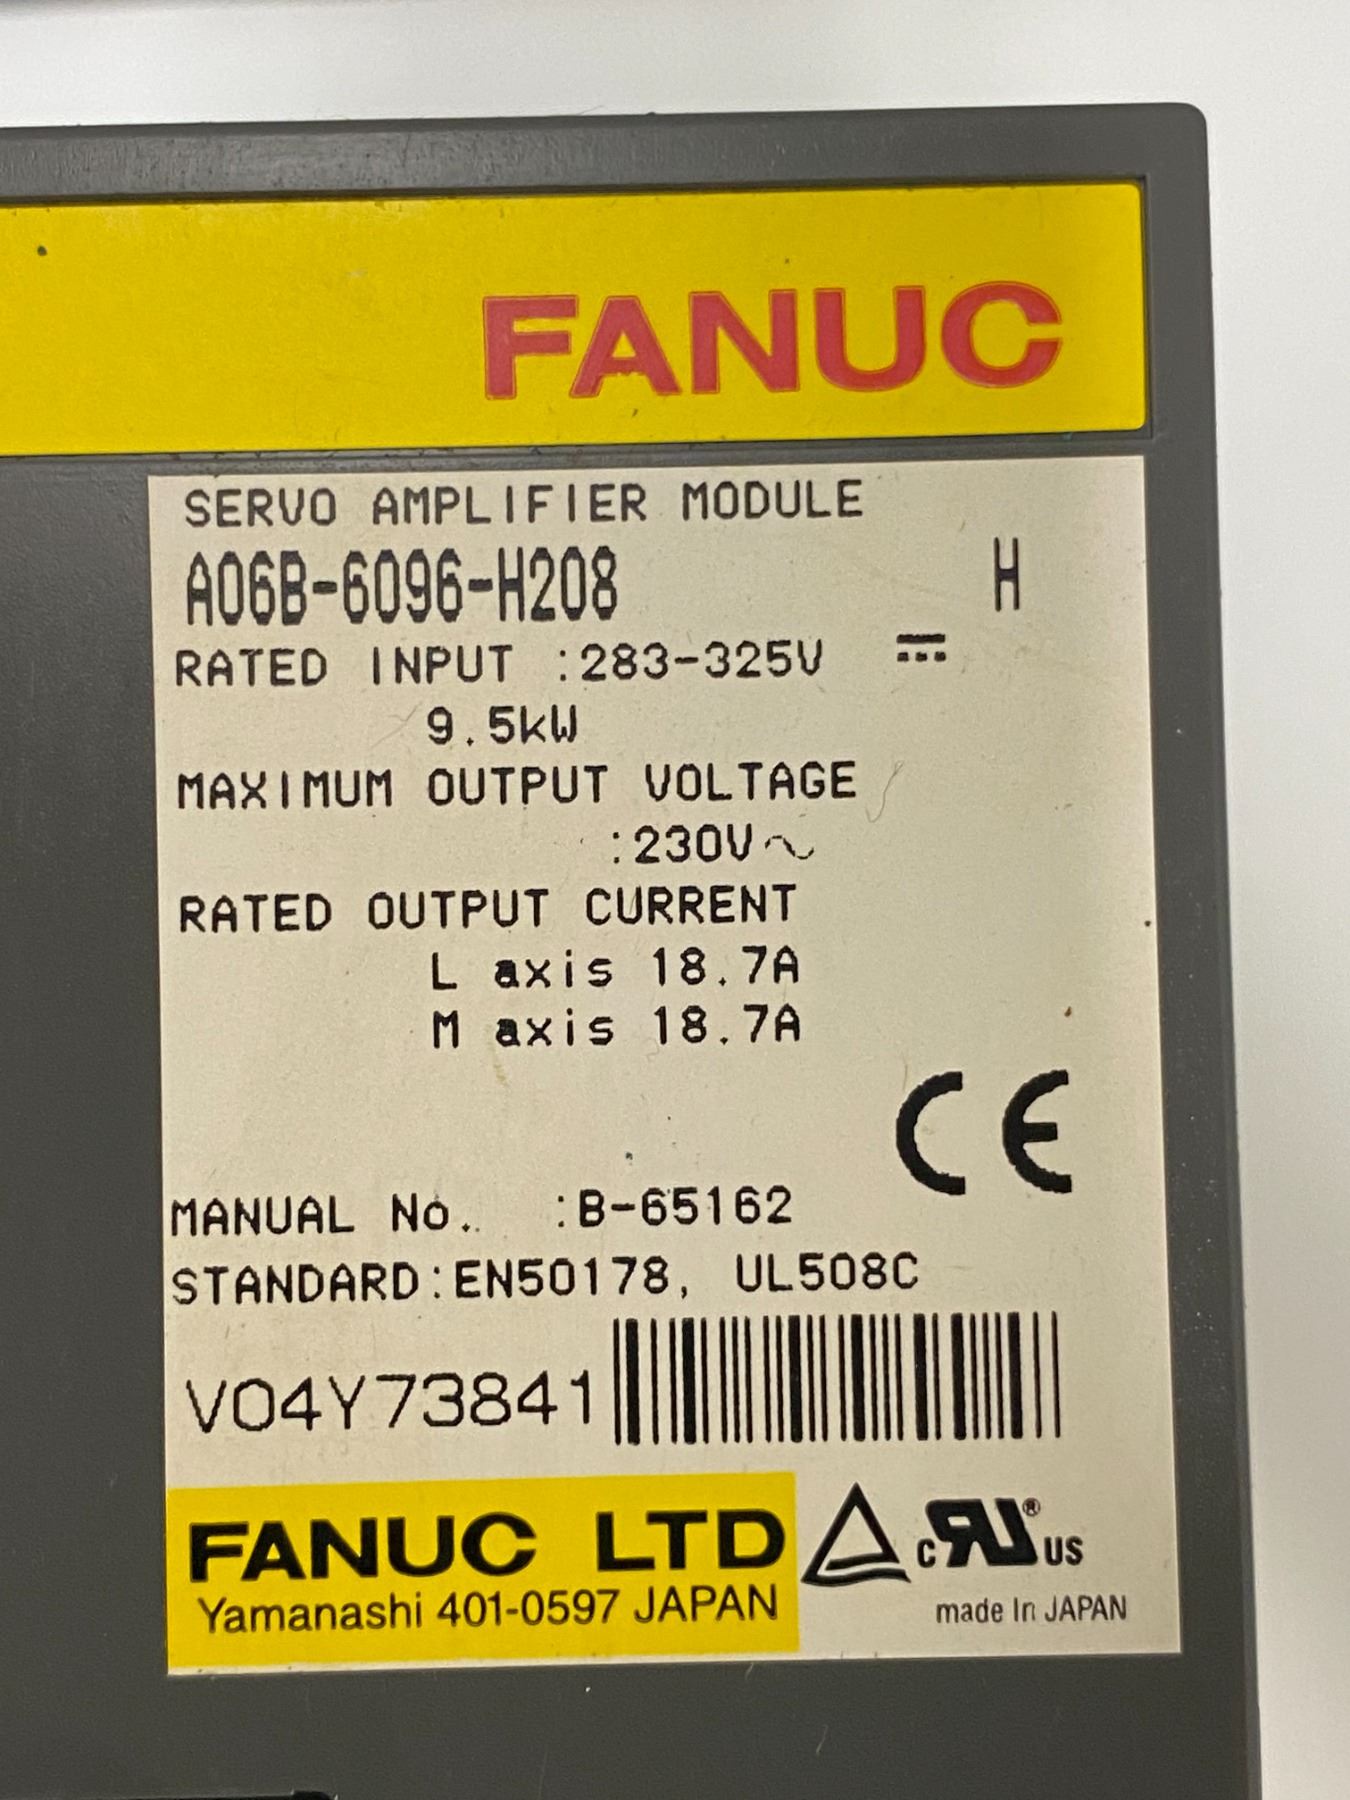 FANUC
SERVO AMPLIFIER MODULE
A06B-6096-H208 H
RATED INPUT :283-325V ⎓
9.5kW
MAXIMUM OUTPUT VOLTAGE
:230V~
RATED OUTPUT CURRENT
L axis 18.7A
M axis 18.7A
CE
MANUAL No. :B-65162
STANDARD:EN50178, UL508C
V04Y73841
FANUC LTD
Yamanashi 401-0597 JAPAN
c RU® US
made In JAPAN